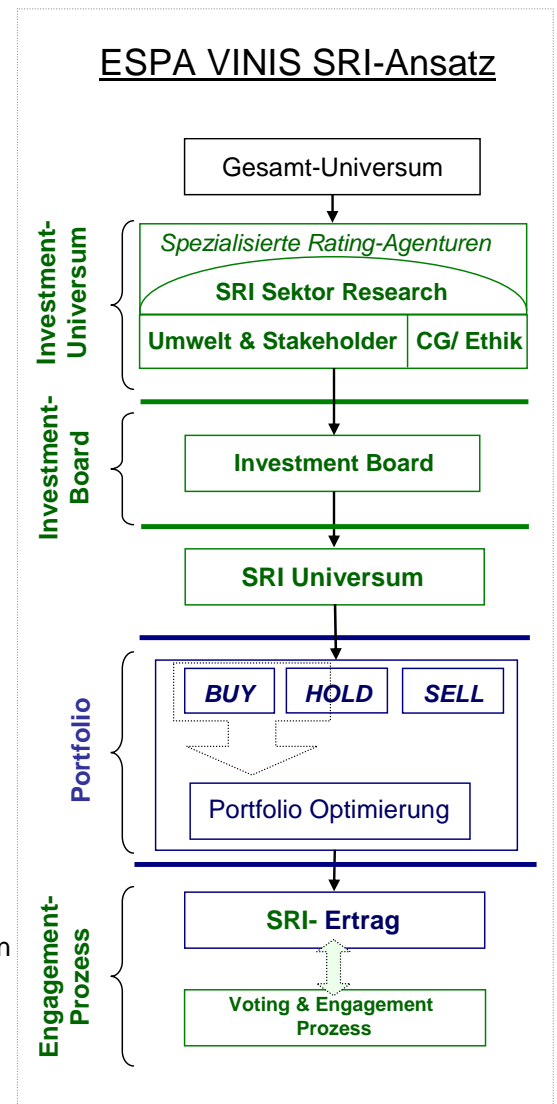 ESPA VINIS SRI-Ansatz
Gesamt-Universum
Investment-
Universum
Spezialisierte Rating-Agenturen
SRI Sektor Research
Umwelt & Stakeholder
CG/ Ethik
Investment-
Board
Investment Board
SRI Universum
Portfolio
BUY
HOLD
SELL
Portfolio Optimierung
Engagement-
Prozess
SRI- Ertrag
Voting & Engagement
Prozess